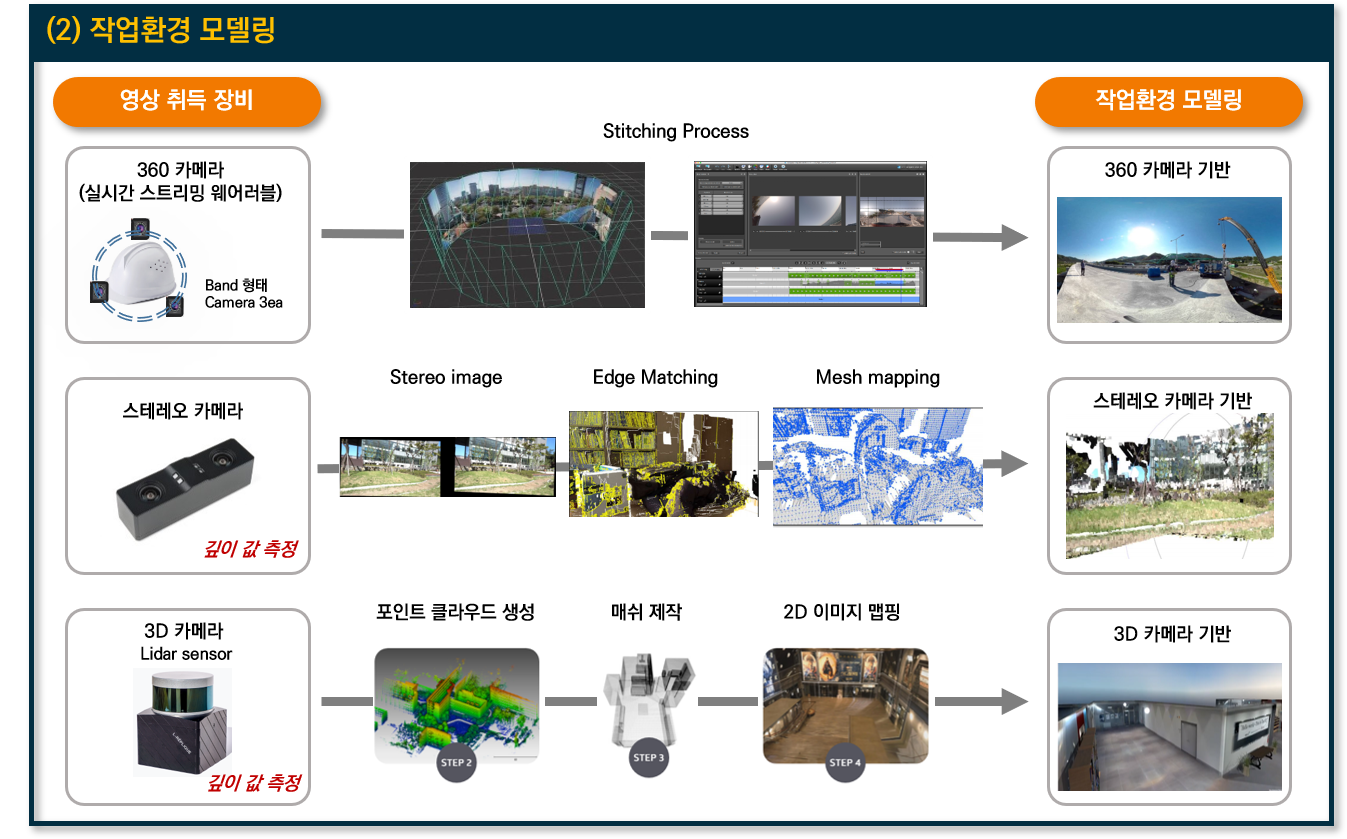 (2) 작업환경 모델링
영상 취득 장비
작업환경 모델링
Stitching Process
360 카메라
(실시간 스트리밍 웨어러블)
Band 형태
Camera 3ea
360 카메라 기반
Stereo image
Edge Matching
Mesh mapping
스테레오 카메라
깊이 값 측정
스테레오 카메라 기반
포인트 클라우드 생성
매쉬 제작
2D 이미지 맵핑
3D 카메라
Lidar sensor
깊이 값 측정
STEP 2
STEP 3
STEP 4
3D 카메라 기반